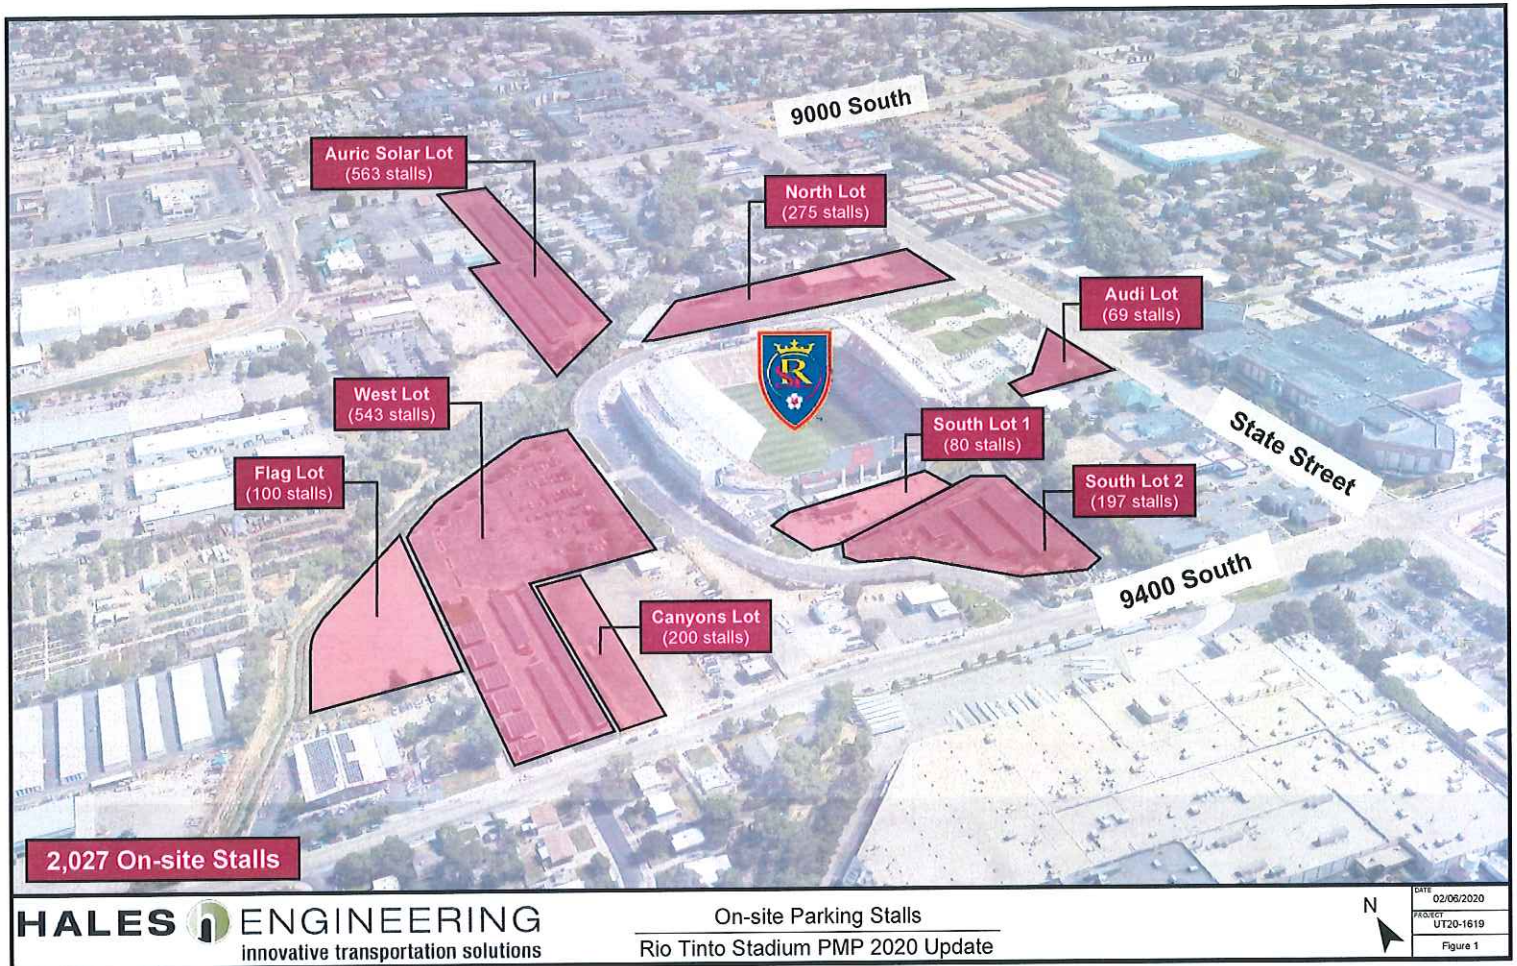 9000 South
Auric Solar Lot
(563 stalls)
North Lot
(275 stalls)
Audi Lot
(69 stalls)
West Lot
(543 stalls)
South Lot 1
(80 stalls)
State Street
Flag Lot
(100 stalls)
South Lot 2
(197 stalls)
9400 South
Canyons Lot
(200 stalls)
2,027 On-site Stalls
HALES h ENGINEERING
innovative transportation solutions
On-site Parking Stalls
Rio Tinto Stadium PMP 2020 Update
N
DATE
02/06/2020
PROJECT
UT20-1619
Figure 1